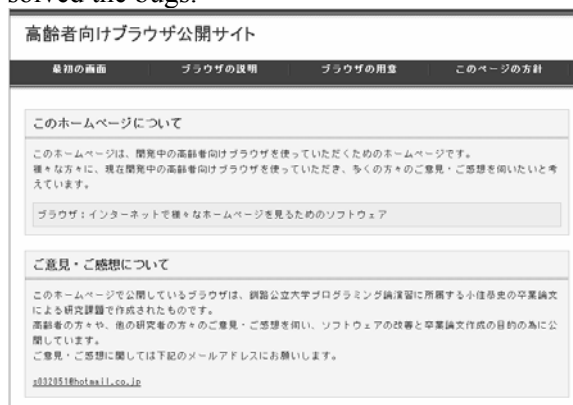 solved the bugs.
高齢者向けブラウザ公開サイト
最初の画面 ブラウザの説明 ブラウザの用意 このページの方針
このホームページについて
このホームページは、開発中の高齢者向けブラウザを使っていただくためのホームページです。
種々な方々に、現在開発中の高齢者向けブラウザを使っていただき、多くの方々のご意見・ご感想を伺いたいと考
えています。
ブラウザ：インターネットで種々なホームページを見るためのソフトウェア
ご意見・ご感想について
このホームページで公開しているブラウザは、釧路公立大学プログラミング論演習に所属する小住恭史の卒業論文
による研究課題で作成されたものです。
高齢者の方々や、他の研究者の方々のご意見・ご感想を伺い、ソフトウェアの改善と卒業論文作成の目的の為に公
開しています。
ご意見・ご感想に関しては下記のメールアドレスにお願いします。
s032051@hotmail.co.jp